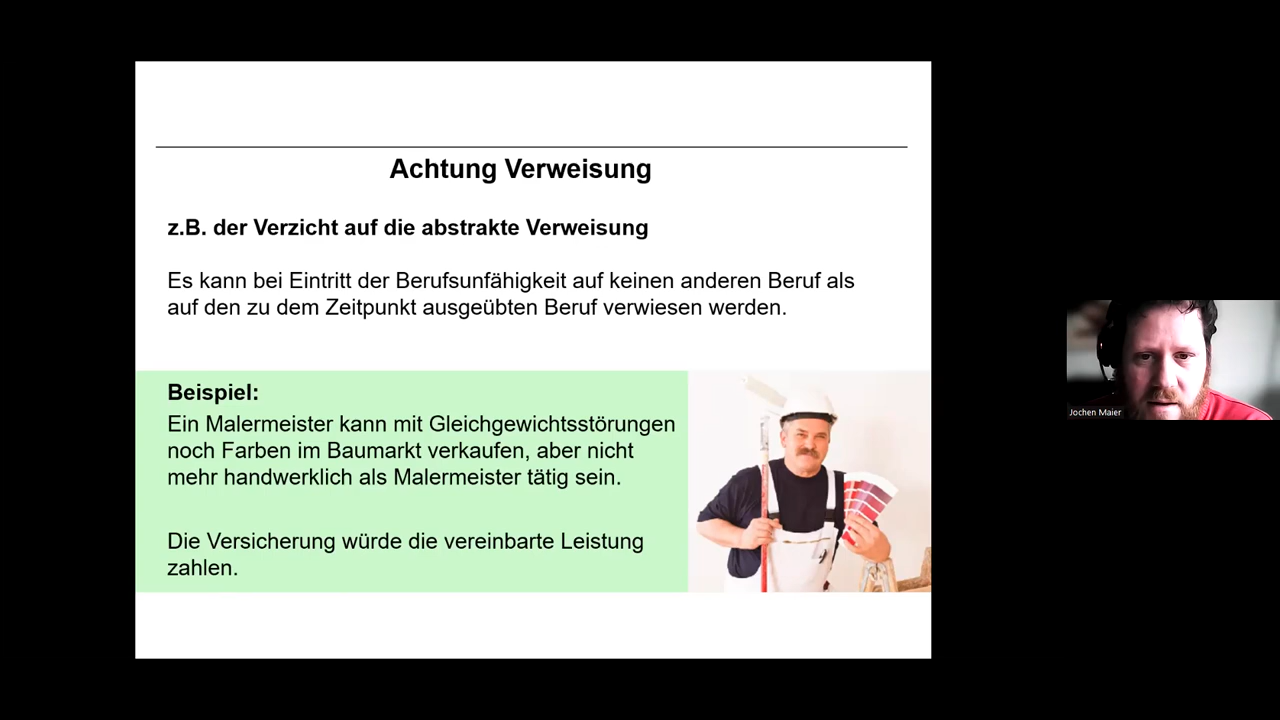 Achtung Verweisung
z.B. der Verzicht auf die abstrakte Verweisung
Es kann bei Eintritt der Berufsunfähigkeit auf keinen anderen Beruf als
auf den zu dem Zeitpunkt ausgeübten Beruf verwiesen werden.
Beispiel:
Ein Malermeister kann mit Gleichgewichtsstörungen
noch Farben im Baumarkt verkaufen, aber nicht
mehr handwerklich als Malermeister tätig sein.
Die Versicherung würde die vereinbarte Leistung
zahlen.
Jochen Maier